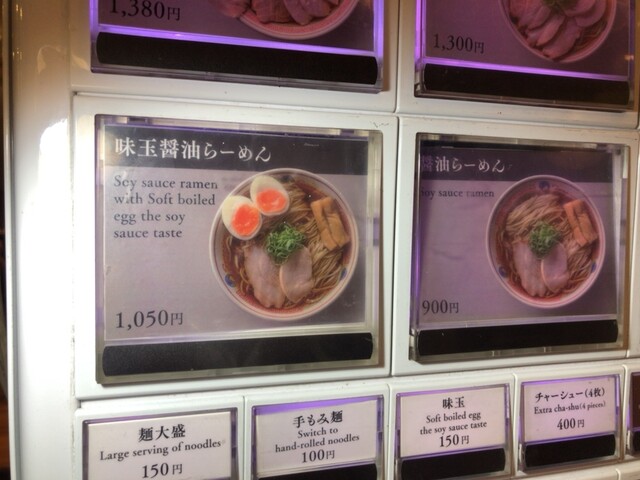 1,380円
1,300円
味玉醤油らーめん
Soy sauce ramen
with Soft boiled
egg the soy
sauce taste
1,050円
醤油らーめん
soy sauce ramen
900円
麺大盛
Large serving of noodles
150円
手もみ麺
Switch to
hand-rolled noodles
100円
味玉
Soft boiled egg
the soy sauce taste
150円
チャーシュー(4枚)
Extra cha-shu(4 pieces)
400円